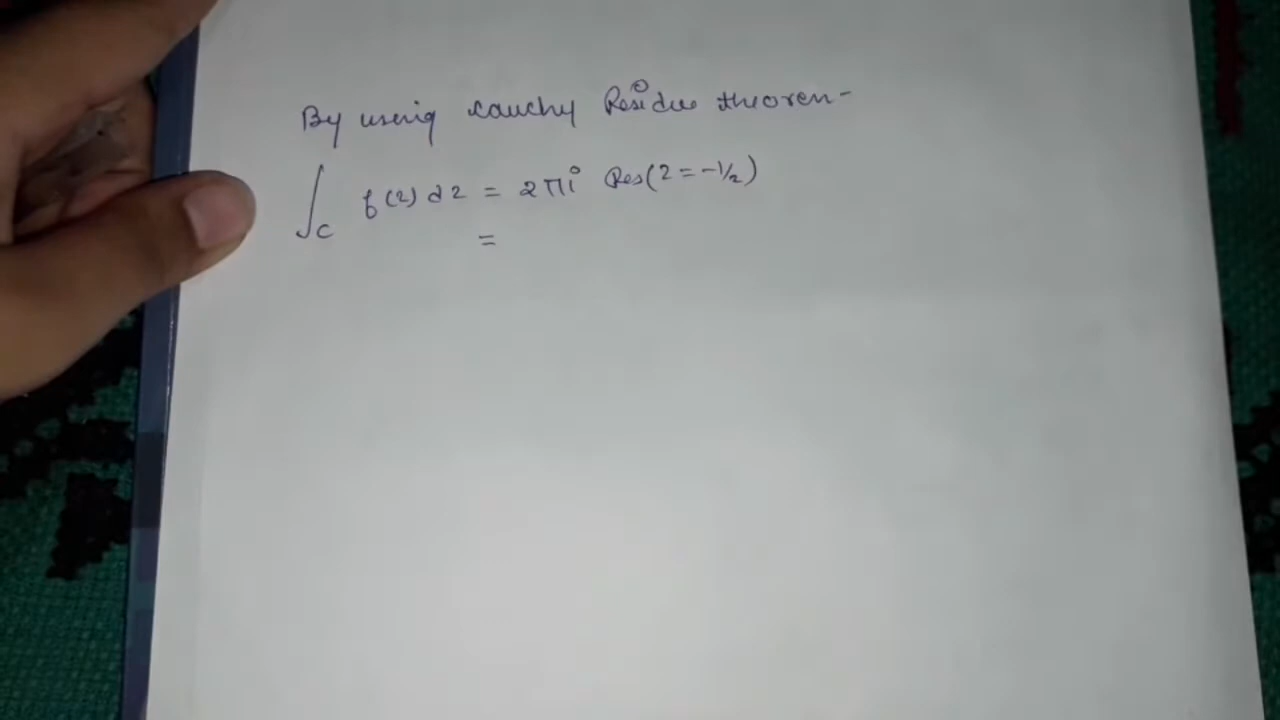 By using cauchy Residue theorem-
∫c f(z) dz = 2πi Res(z = -1/2)
=